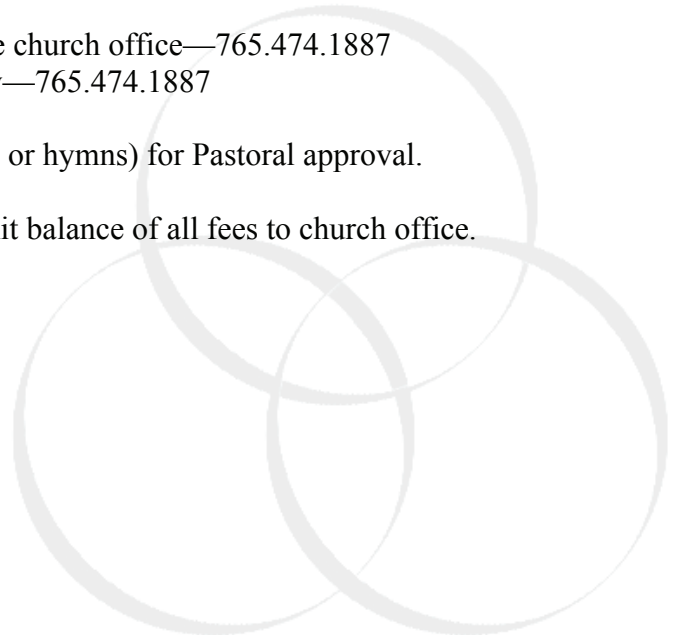 church office—765.474.1887
—765.474.1887
or hymns) for Pastoral approval.
balance of all fees to church office.